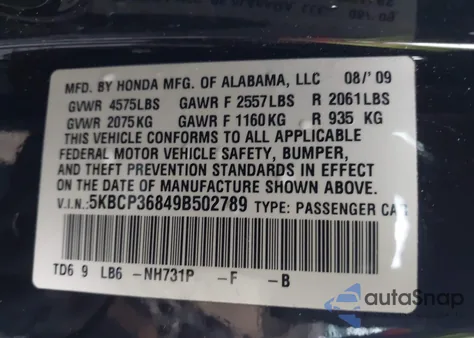 MFD. BY HONDA MFG. OF ALABAMA, LLC 08/'09
GVWR 4575LBS GAWR F 2557LBS R 2061LBS
GVWR 2075KG GAWR F 1160KG R 935 KG
THIS VEHICLE CONFORMS TO ALL APPLICABLE
FEDERAL MOTOR VEHICLE SAFETY, BUMPER,
AND THEFT PREVENTION STANDARDS IN EFFECT
ON THE DATE OF MANUFACTURE SHOWN ABOVE.
V.I.N.:5KBCP36849B502789 TYPE: PASSENGER CAR
TD6 9 LB6 -NH731P -F -B
autoSnap